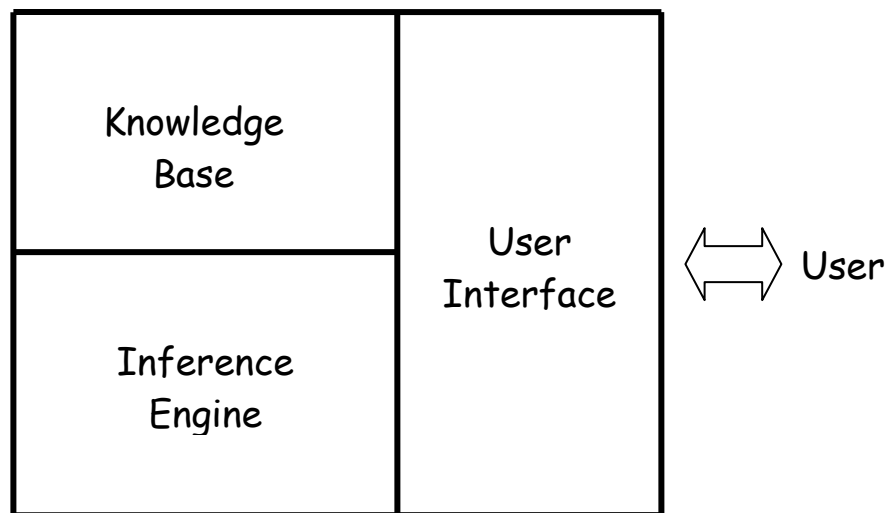 Knowledge
Base
User
Interface
User
Inference
Engine